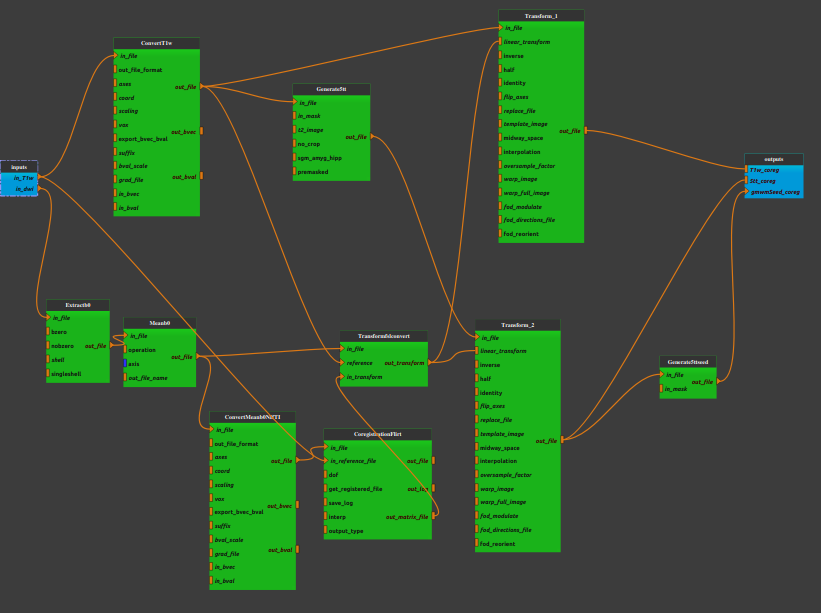 inputs
in_T1w
in_dwi
ConvertT1w
in_file
out_file_format
axes
coord
scaling
vox
export_bvec_bval
suffix
bval_scale
grad_file
in_bvec
in_bval
out_file
out_bvec
out_bval
Generate5tt
in_file
in_mask
t2_image
no_crop
sgm_amyg_hipp
premasked
out_file
Transform_1
in_file
linear_transform
inverse
half
identity
flip_axes
replace_file
template_image
midway_space
interpolation
oversample_factor
warp_image
warp_full_image
fod_modulate
fod_directions_file
fod_reorient
out_file
outputs
T1w_coreg
5tt_coreg
gmwmSeed_coreg
Extractb0
in_file
bzero
nobzero
shell
singleshell
out_file
Meanb0
in_file
operation
axis
out_file_name
out_file
ConvertMeanb0NIfTI
in_file
out_file_format
axes
coord
scaling
vox
export_bvec_bval
suffix
bval_scale
grad_file
in_bvec
in_bval
out_file
out_bvec
out_bval
Transformfslconvert
in_file
reference
in_transform
out_transform
CoregistrationFlirt
in_file
in_reference_file
dof
get_registered_file
save_log
interp
output_type
out_file
out_log
out_matrix_file
Transform_2
in_file
linear_transform
inverse
half
identity
flip_axes
replace_file
template_image
midway_space
interpolation
oversample_factor
warp_image
warp_full_image
fod_modulate
fod_directions_file
fod_reorient
out_file
Generate5ttseed
in_file
in_mask
out_file